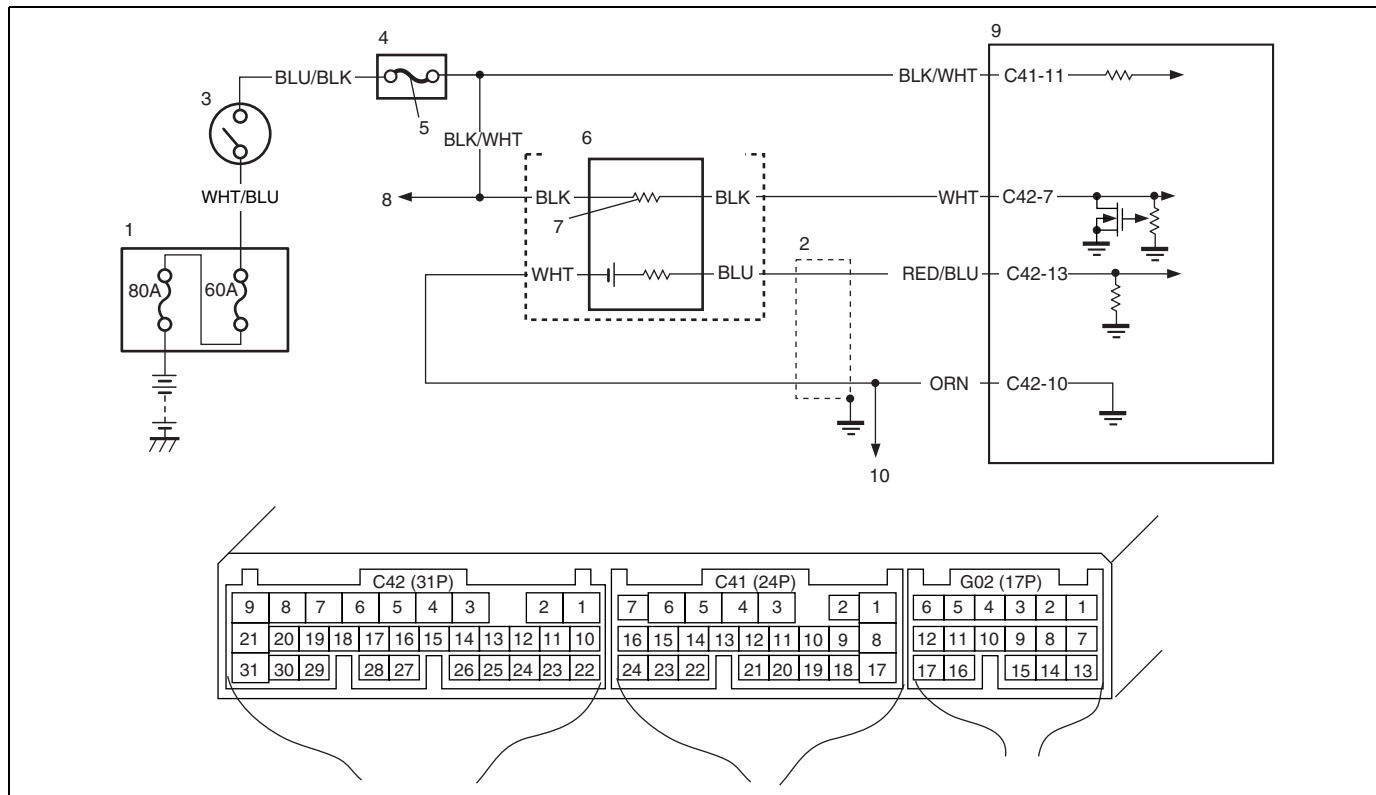 9
4
BLU/BLK
BLK/WHT
C41-11
3
5
BLK/WHT
6
WHT/BLU
8
BLK
BLK
WHT
C42-7
7
1
2
80A
60A
WHT
BLU
RED/BLU
C42-13
ORN
C42-10
10
C42 (31P)
C41 (24P)
G02 (17P)
9 8 7 6 5 4 3 2 1
7 6 5 4 3 2 1
6 5 4 3 2 1
21 20 19 18 17 16 15 14 13 12 11 10
16 15 14 13 12 11 10 9 8
12 11 10 9 8 7
31 30 29 28 27 26 25 24 23 22
24 23 22 21 20 19 18 17
17 16 15 14 13